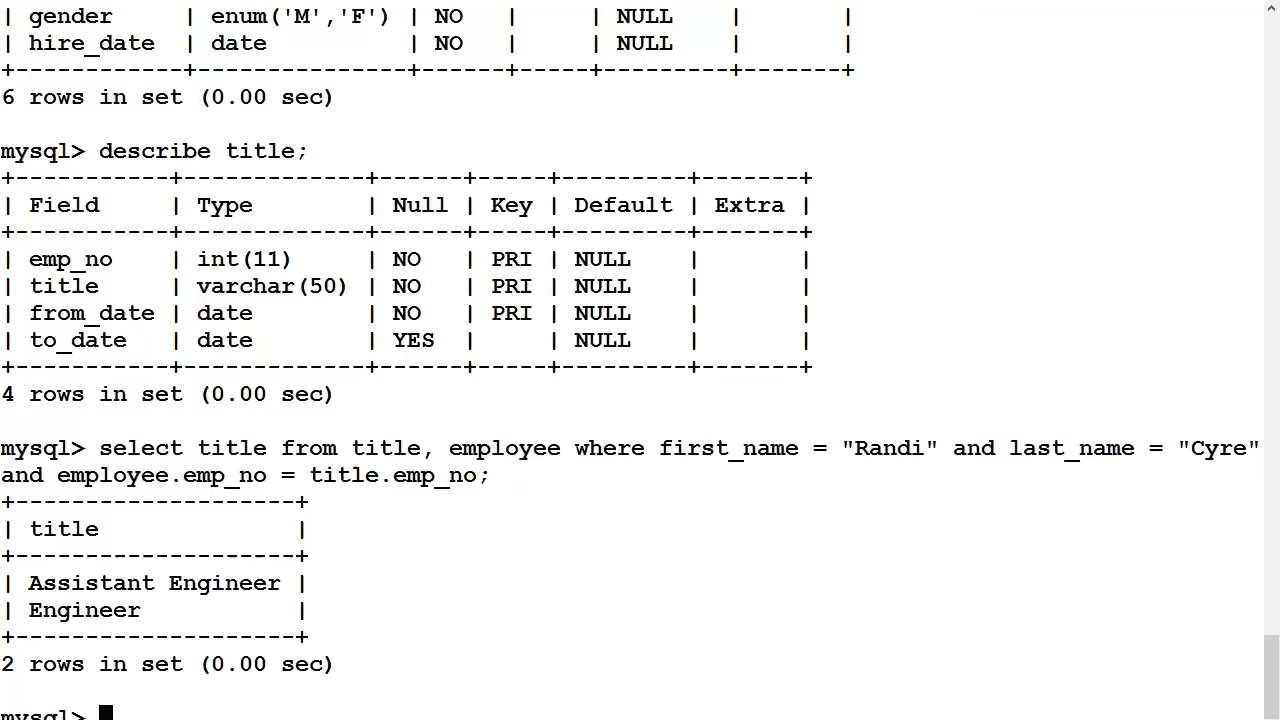 | gender     | enum('M','F') | NO   |     | NULL    |       |
| hire_date  | date          | NO   |     | NULL    |       |
+------------+---------------+------+-----+---------+-------+
6 rows in set (0.00 sec)
mysql> describe title;
+-----------+-------------+------+-----+---------+-------+
| Field     | Type        | Null | Key | Default | Extra |
+-----------+-------------+------+-----+---------+-------+
| emp_no    | int(11)     | NO   | PRI | NULL    |       |
| title     | varchar(50) | NO   | PRI | NULL    |       |
| from_date | date        | NO   | PRI | NULL    |       |
| to_date   | date        | YES  |     | NULL    |       |
+-----------+-------------+------+-----+---------+-------+
4 rows in set (0.00 sec)
mysql> select title from title, employee where first_name = "Randi" and last_name = "Cyre"
and employee.emp_no = title.emp_no;
+--------------------+
| title              |
+--------------------+
| Assistant Engineer |
| Engineer           |
+--------------------+
2 rows in set (0.00 sec)
mysql>